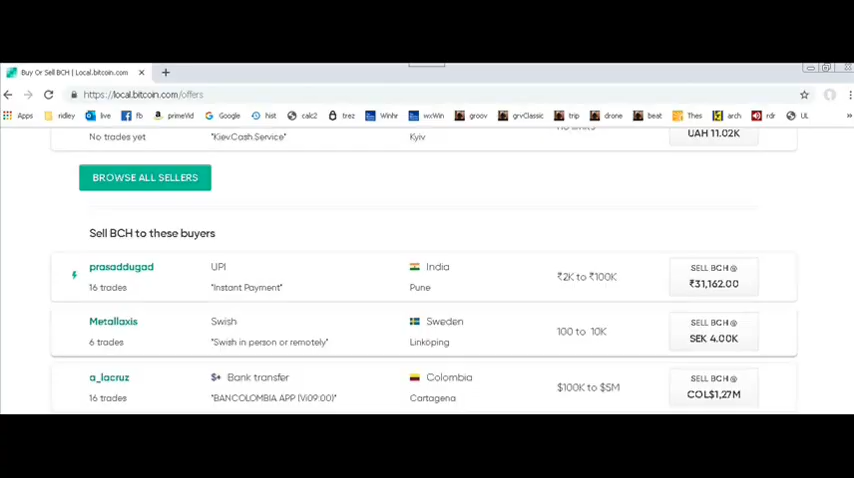 Buy Or Sell BCH | Local.bitcoin.com
https://local.bitcoin.com/offers
Apps ridley live fb primeVid Google hist calc2 trez Winhr wxWin groov grvClassic trip drone beat Thes arch rdr UL
No trades yet "KievCash.Service" Kyiv no limits UAH 11.02K
BROWSE ALL SELLERS
Sell BCH to these buyers
prasaddugad UPI India ₹2K to ₹100K SELL BCH @
16 trades "Instant Payment" Pune ₹31,162.00
Metallaxis Swish Sweden 100 to 10K SELL BCH @
6 trades "Swish in person or remotely" Linköping SEK 4.00K
a_lacruz $+ Bank transfer Colombia $100K to $5M SELL BCH @
16 trades "BANCOLOMBIA APP (Vi09:00)" Cartagena COL$1,27M